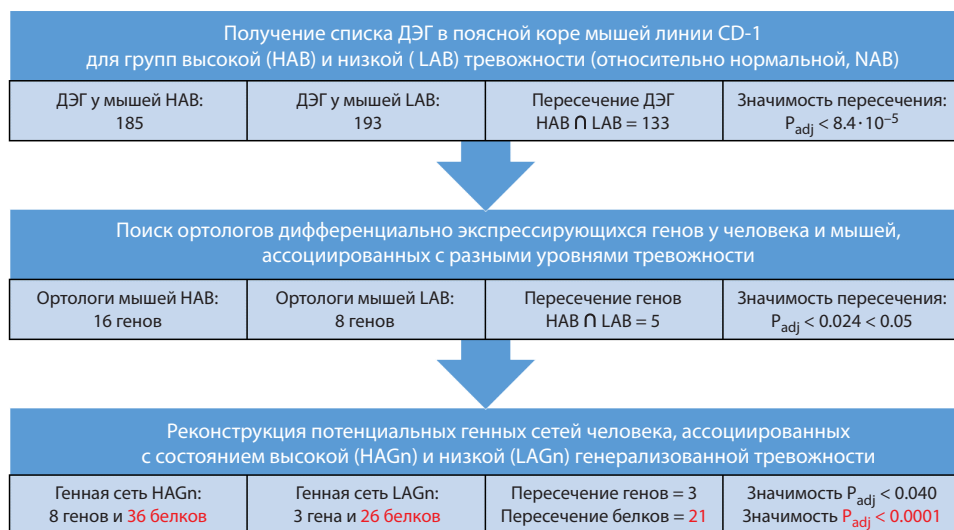 Получение списка ДЭГ в поясной коре мышей линии CD-1
для групп высокой (HAB) и низкой ( LAB) тревожности (относительно нормальной, NAB)
ДЭГ у мышей HAB:
185
ДЭГ у мышей LAB:
193
Пересечение ДЭГ
HAB ∩ LAB = 133
Значимость пересечения:
P_adj < 8.4 · 10⁻⁵
Поиск ортологов дифференциально экспрессирующихся генов у человека и мышей,
ассоциированных с разными уровнями тревожности
Ортологи мышей HAB:
16 генов
Ортологи мышей LAB:
8 генов
Пересечение генов
HAB ∩ LAB = 5
Значимость пересечения:
P_adj < 0.024 < 0.05
Реконструкция потенциальных генных сетей человека, ассоциированных
с состоянием высокой (HAGn) и низкой (LAGn) генерализованной тревожности
Генная сеть HAGn:
8 генов и 36 белков
Генная сеть LAGn:
3 гена и 26 белков
Пересечение генов = 3
Пересечение белков = 21
Значимость P_adj < 0.040
Значимость P_adj < 0.0001